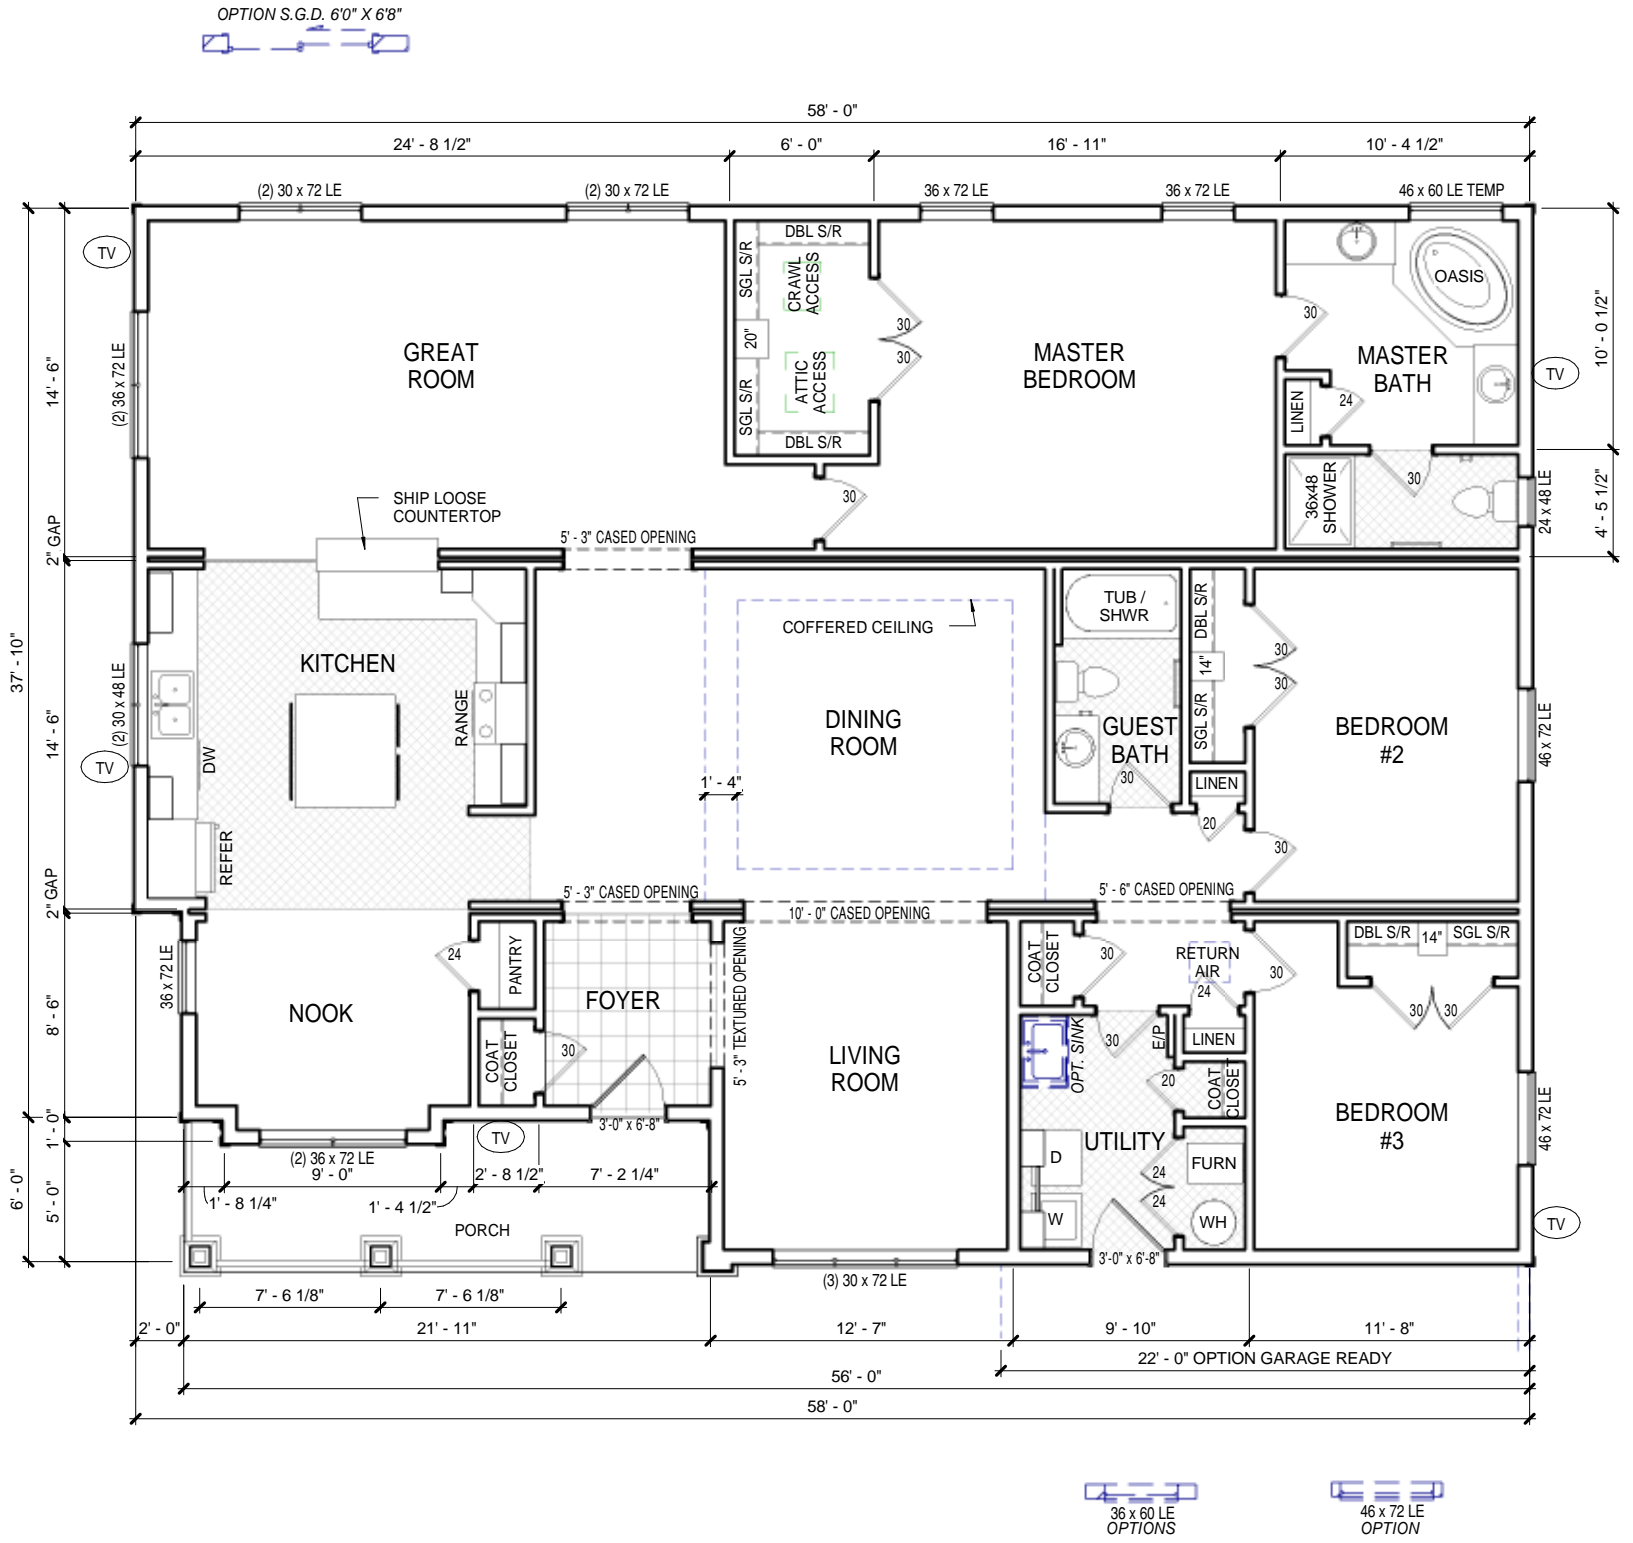 OPTION S.G.D. 6'0" X 6'8"
58' - 0"
24' - 8 1/2"
6' - 0"
16' - 11"
10' - 4 1/2"
(2) 30 x 72 LE
(2) 30 x 72 LE
36 x 72 LE
36 x 72 LE
46 x 60 LE TEMP
TV
DBL S/R
SGL S/R
CRAWL
ACCESS
20"
ATTIC
ACCESS
SGL S/R
DBL S/R
30
30
GREAT
ROOM
MASTER
BEDROOM
30
OASIS
MASTER
BATH
LINEN
24
TV
10' - 0 1/2"
14' - 6"
(2) 36 x 72 LE
30
30
36x48
SHOWER
24 x 48 LE
4' - 5 1/2"
SHIP LOOSE
COUNTERTOP
5' - 3" CASED OPENING
2" GAP
37' - 10"
14' - 6"
(2) 30 x 48 LE
TV
KITCHEN
DW
RANGE
REFER
COFFERED CEILING
DINING
ROOM
1' - 4"
TUB /
SHWR
GUEST
BATH
30
DBL S/R
14"
SGL S/R
30
30
LINEN
20
30
BEDROOM
#2
46 x 72 LE
2" GAP
5' - 3" CASED OPENING
10' - 0" CASED OPENING
5' - 6" CASED OPENING
36 x 72 LE
8' - 6"
NOOK
24
PANTRY
FOYER
COAT
CLOSET
30
5' - 3" TEXTURED OPENING
LIVING
ROOM
COAT
CLOSET
30
RETURN
AIR
24
30
DBL S/R
14"
SGL S/R
30
30
OPT. SINK
30
E/P
LINEN
20
COAT
CLOSET
BEDROOM
#3
46 x 72 LE
UTILITY
D
W
24
24
FURN
WH
TV
3'-0" x 6'-8"
3'-0" x 6'-8"
TV
(2) 36 x 72 LE
1' - 0"
6' - 0"
5' - 0"
9' - 0"
2' - 8 1/2"
7' - 2 1/4"
1' - 8 1/4"
1' - 4 1/2"
PORCH
(3) 30 x 72 LE
7' - 6 1/8"
7' - 6 1/8"
2' - 0"
21' - 11"
12' - 7"
9' - 10"
11' - 8"
22' - 0" OPTION GARAGE READY
56' - 0"
58' - 0"
36 x 60 LE
OPTIONS
46 x 72 LE
OPTION